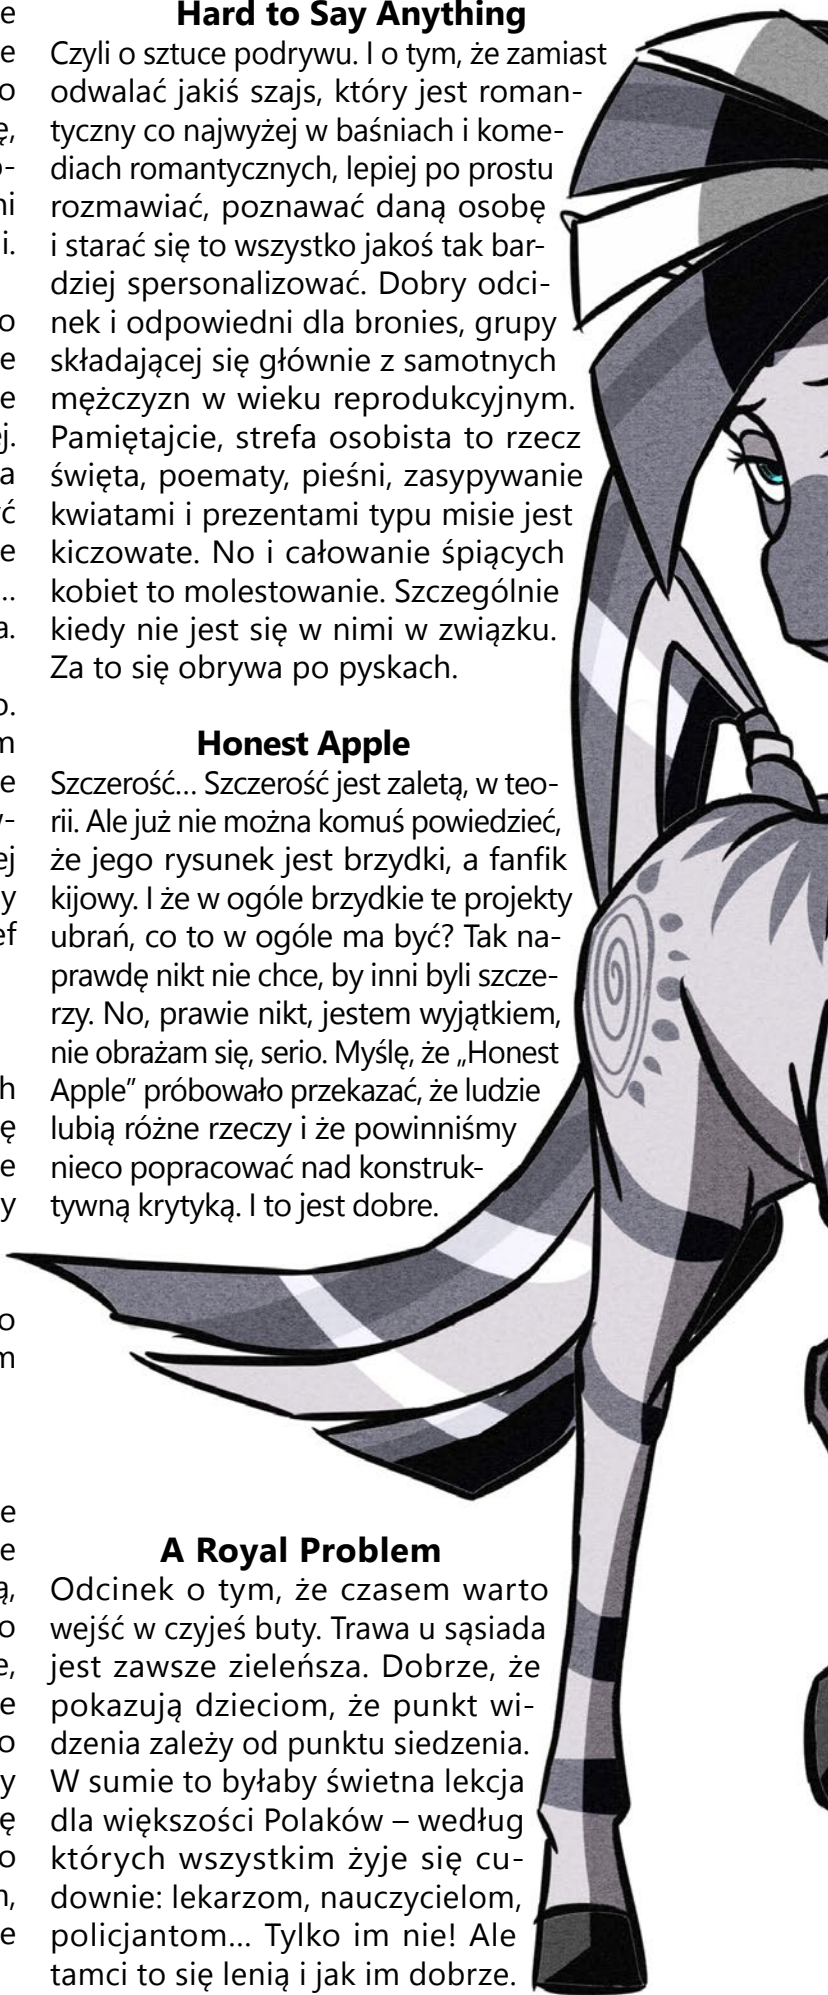 Hard to Say Anything
Czyli o sztuce podrywu. I o tym, że zamiast
odwalać jakiś szajs, który jest roman-
tyczny co najwyżej w baśniach i kome-
diach romantycznych, lepiej po prostu
rozmawiać, poznawać daną osobę
i starać się to wszystko jakoś tak bar-
dziej spersonalizować. Dobry odci-
nek i odpowiedni dla bronies, grupy
składającej się głównie z samotnych
mężczyzn w wieku reprodukcyjnym.
Pamiętajcie, strefa osobista to rzecz
święta, poematy, pieśni, zasypywanie
kwiatami i prezentami typu misie jest
kiczowate. No i całowanie śpiących
kobiet to molestowanie. Szczególnie
kiedy nie jest się w nimi w związku.
Za to się obrywa po pyskach.
Honest Apple
Szczerość... Szczerość jest zaletą, w teo-
rii. Ale już nie można komuś powiedzieć,
że jego rysunek jest brzydki, a fanfik
kijowy. I że w ogóle brzydkie te projekty
ubrań, co to w ogóle ma być? Tak na-
prawdę nikt nie chce, by inni byli szcze-
rzy. No, prawie nikt, jestem wyjątkiem,
nie obrażam się, serio. Myślę, że „Honest
Apple” próbowało przekazać, że ludzie
lubią różne rzeczy i że powinniśmy
nieco popracować nad konstruk-
tywną krytyką. I to jest dobre.
A Royal Problem
Odcinek o tym, że czasem warto
wejść w czyjeś buty. Trawa u sąsiada
jest zawsze zieleńsza. Dobrze, że
pokazują dzieciom, że punkt wi-
dzenia zależy od punktu siedzenia.
W sumie to byłaby świetna lekcja
dla większości Polaków – według
których wszystkim żyje się cu-
downie: lekarzom, nauczycielom,
policjantom... Tylko im nie! Ale
tamci to się lenią i jak im dobrze.